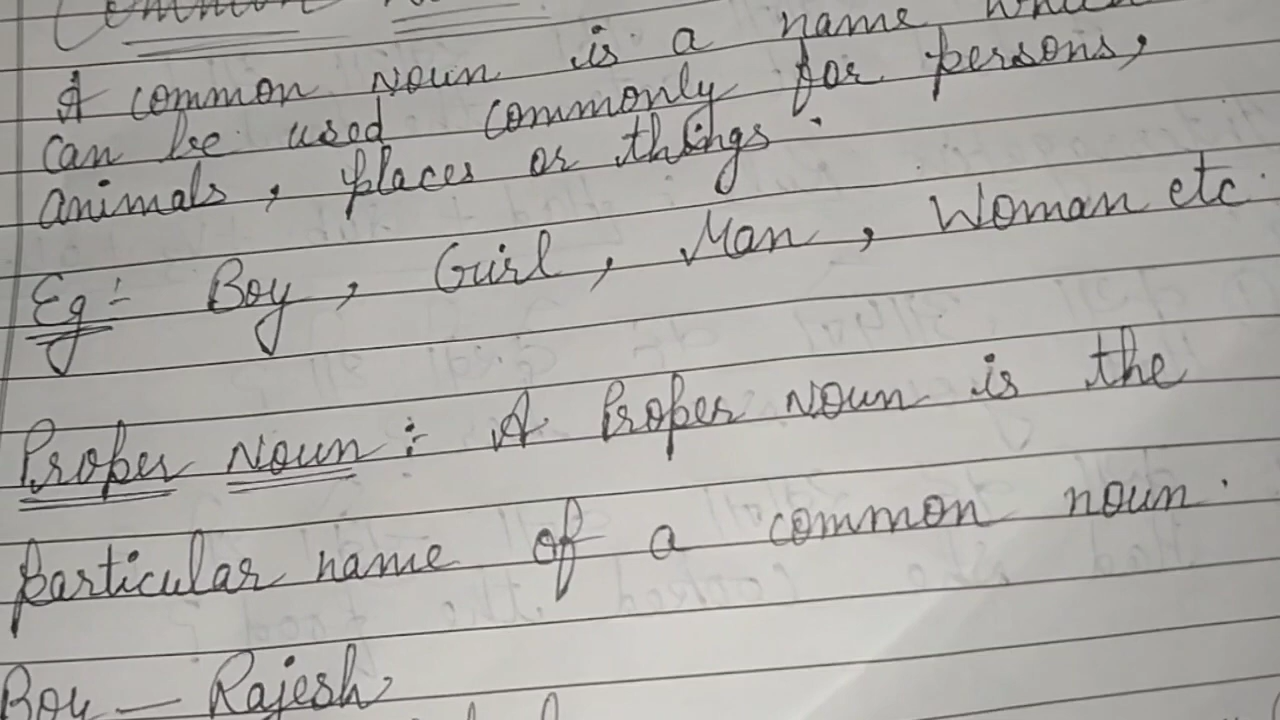 Common
A common noun is a name
can be used commonly for persons,
animals, places or things.
Eg:- Boy, Girl, Man, Woman etc.
Proper Noun :- A Proper noun is the
particular name of a common noun.
Boy — Rajesh